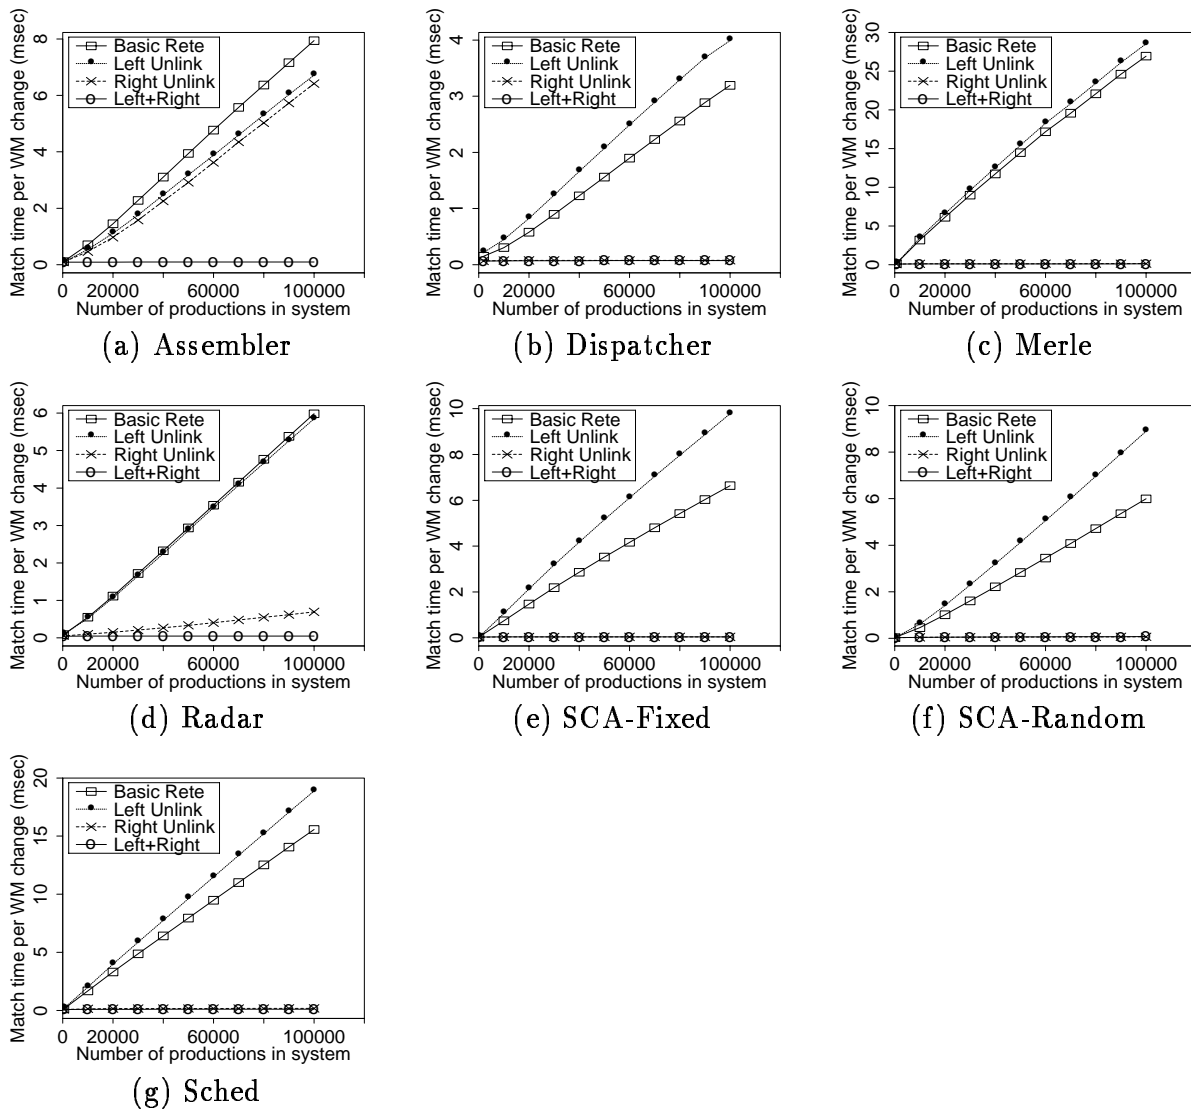 Match time per WM change (msec)
8
6
4
2
0
Basic Rete
Left Unlink
Right Unlink
Left+Right
0 20000 60000 100000
Number of productions in system
(a) Assembler
Match time per WM change (msec)
4
3
2
1
0
Basic Rete
Left Unlink
Right Unlink
Left+Right
0 20000 60000 100000
Number of productions in system
(b) Dispatcher
Match time per WM change (msec)
30
25
20
15
10
5
0
Basic Rete
Left Unlink
Right Unlink
Left+Right
0 20000 60000 100000
Number of productions in system
(c) Merle
Match time per WM change (msec)
6
5
4
3
2
1
0
Basic Rete
Left Unlink
Right Unlink
Left+Right
0 20000 60000 100000
Number of productions in system
(d) Radar
Match time per WM change (msec)
10
8
6
4
2
0
Basic Rete
Left Unlink
Right Unlink
Left+Right
0 20000 60000 100000
Number of productions in system
(e) SCA-Fixed
Match time per WM change (msec)
10
8
6
4
2
0
Basic Rete
Left Unlink
Right Unlink
Left+Right
0 20000 60000 100000
Number of productions in system
(f) SCA-Random
Match time per WM change (msec)
20
15
10
5
0
Basic Rete
Left Unlink
Right Unlink
Left+Right
0 20000 60000 100000
Number of productions in system
(g) Sched